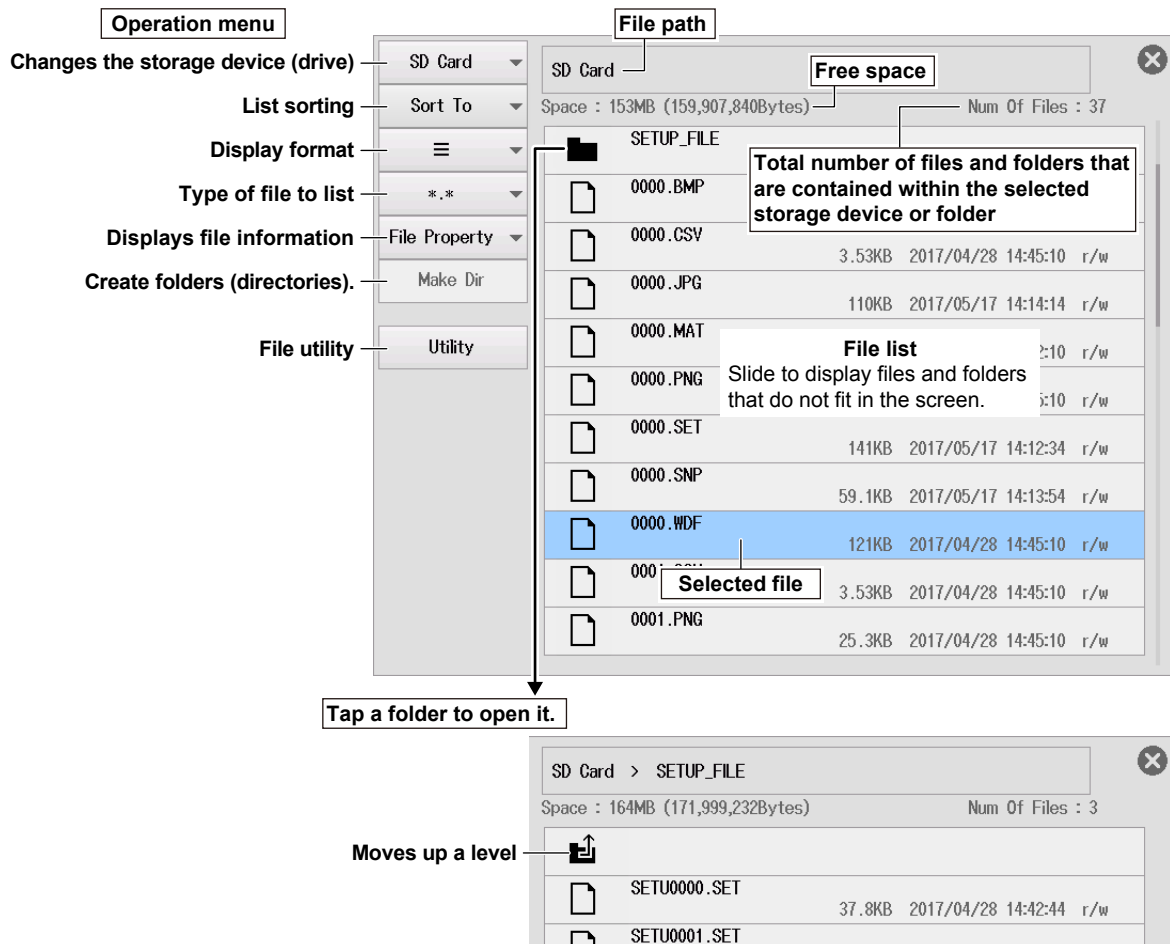 Operation menu
File path
Changes the storage device (drive)
SD Card
SD Card
Free space
List sorting
Sort To
Space : 153MB (159,907,840Bytes)
Num Of Files : 37
Display format
SETUP_FILE
Total number of files and folders that
are contained within the selected
storage device or folder
Type of file to list
*.*
0000.BMP
Displays file information
File Property
0000.CSV
3.53KB 2017/04/28 14:45:10 r/w
Create folders (directories).
Make Dir
0000.JPG
110KB 2017/05/17 14:14:14 r/w
File utility
Utility
0000.MAT
2:10 r/w
File list
Slide to display files and folders
that do not fit in the screen.
0000.PNG
5:10 r/w
0000.SET
141KB 2017/05/17 14:12:34 r/w
0000.SNP
59.1KB 2017/05/17 14:13:54 r/w
0000.WDF
121KB 2017/04/28 14:45:10 r/w
Selected file
3.53KB 2017/04/28 14:45:10 r/w
0001.PNG
25.3KB 2017/04/28 14:45:10 r/w
Tap a folder to open it.
SD Card > SETUP_FILE
Space : 164MB (171,999,232Bytes)
Num Of Files : 3
Moves up a level
SETU0000.SET
37.8KB 2017/04/28 14:42:44 r/w
SETU0001.SET